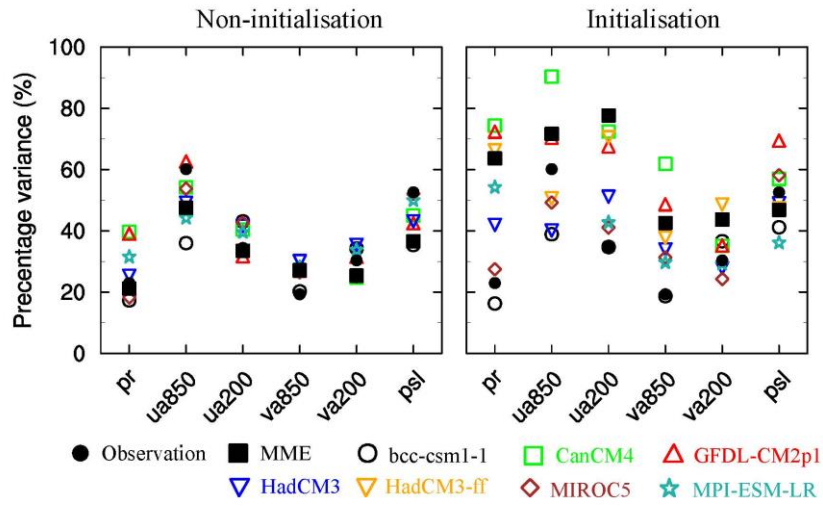 Non-initialisation Initialisation
Precentage variance (%)
100
80
60
40
20
0
pr ua850 ua200 va850 va200 psl pr ua850 ua200 va850 va200 psl
Observation MME bcc-csm1-1 CanCM4 GFDL-CM2p1
HadCM3 HadCM3-ff MIROC5 MPI-ESM-LR